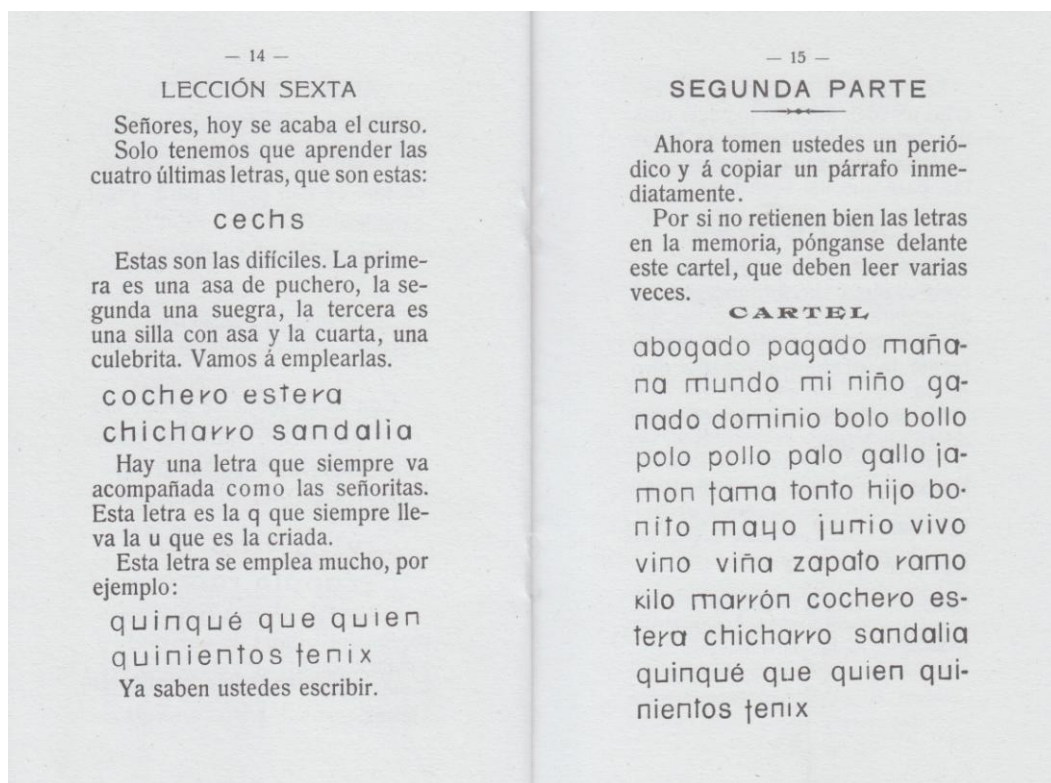 — 14 —
LECCIÓN SEXTA
Señores, hoy se acaba el curso.
Solo tenemos que aprender las
cuatro últimas letras, que son estas:
cechs
Estas son las difíciles. La prime-
ra es una asa de puchero, la se-
gunda una suegra, la tercera es
una silla con asa y la cuarta, una
culebrita. Vamos á emplearlas.
cochero estera
chicharro sandalia
Hay una letra que siempre va
acompañada como las señoritas.
Esta letra es la q que siempre lle-
va la u que es la criada.
Esta letra se emplea mucho, por
ejemplo:
quinqué que quien
quinientos fenix
Ya saben ustedes escribir.
— 15 —
SEGUNDA PARTE
Ahora tomen ustedes un perió-
dico y á copiar un párrafo inme-
diatamente.
Por si no retienen bien las letras
en la memoria, pónganse delante
este cartel, que deben leer varias
veces.
CARTEL
abogado pagado maña-
na mundo mi niño ga-
nado dominio bolo bollo
polo pollo palo gallo ja-
mon fama tonto hijo bo-
nito mayo junio vivo
vino viña zapato ramo
kilo marrón cochero es-
tera chicharro sandalia
quinqué que quien qui-
nientos fenix